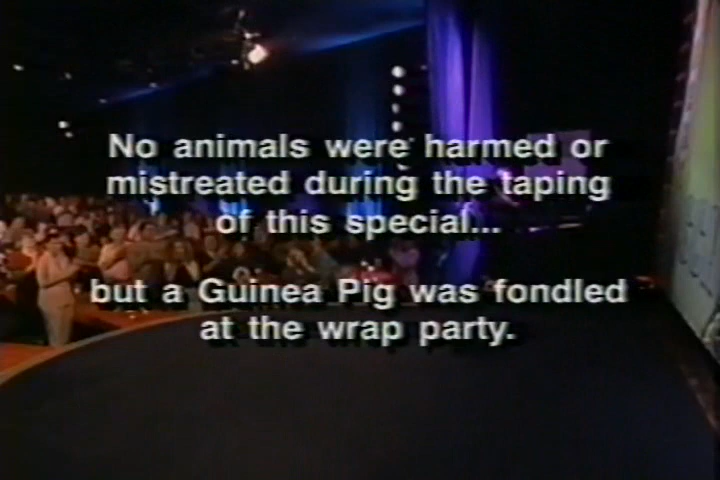 No animals were harmed or
mistreated during the taping
of this special...
but a Guinea Pig was fondled
at the wrap party.